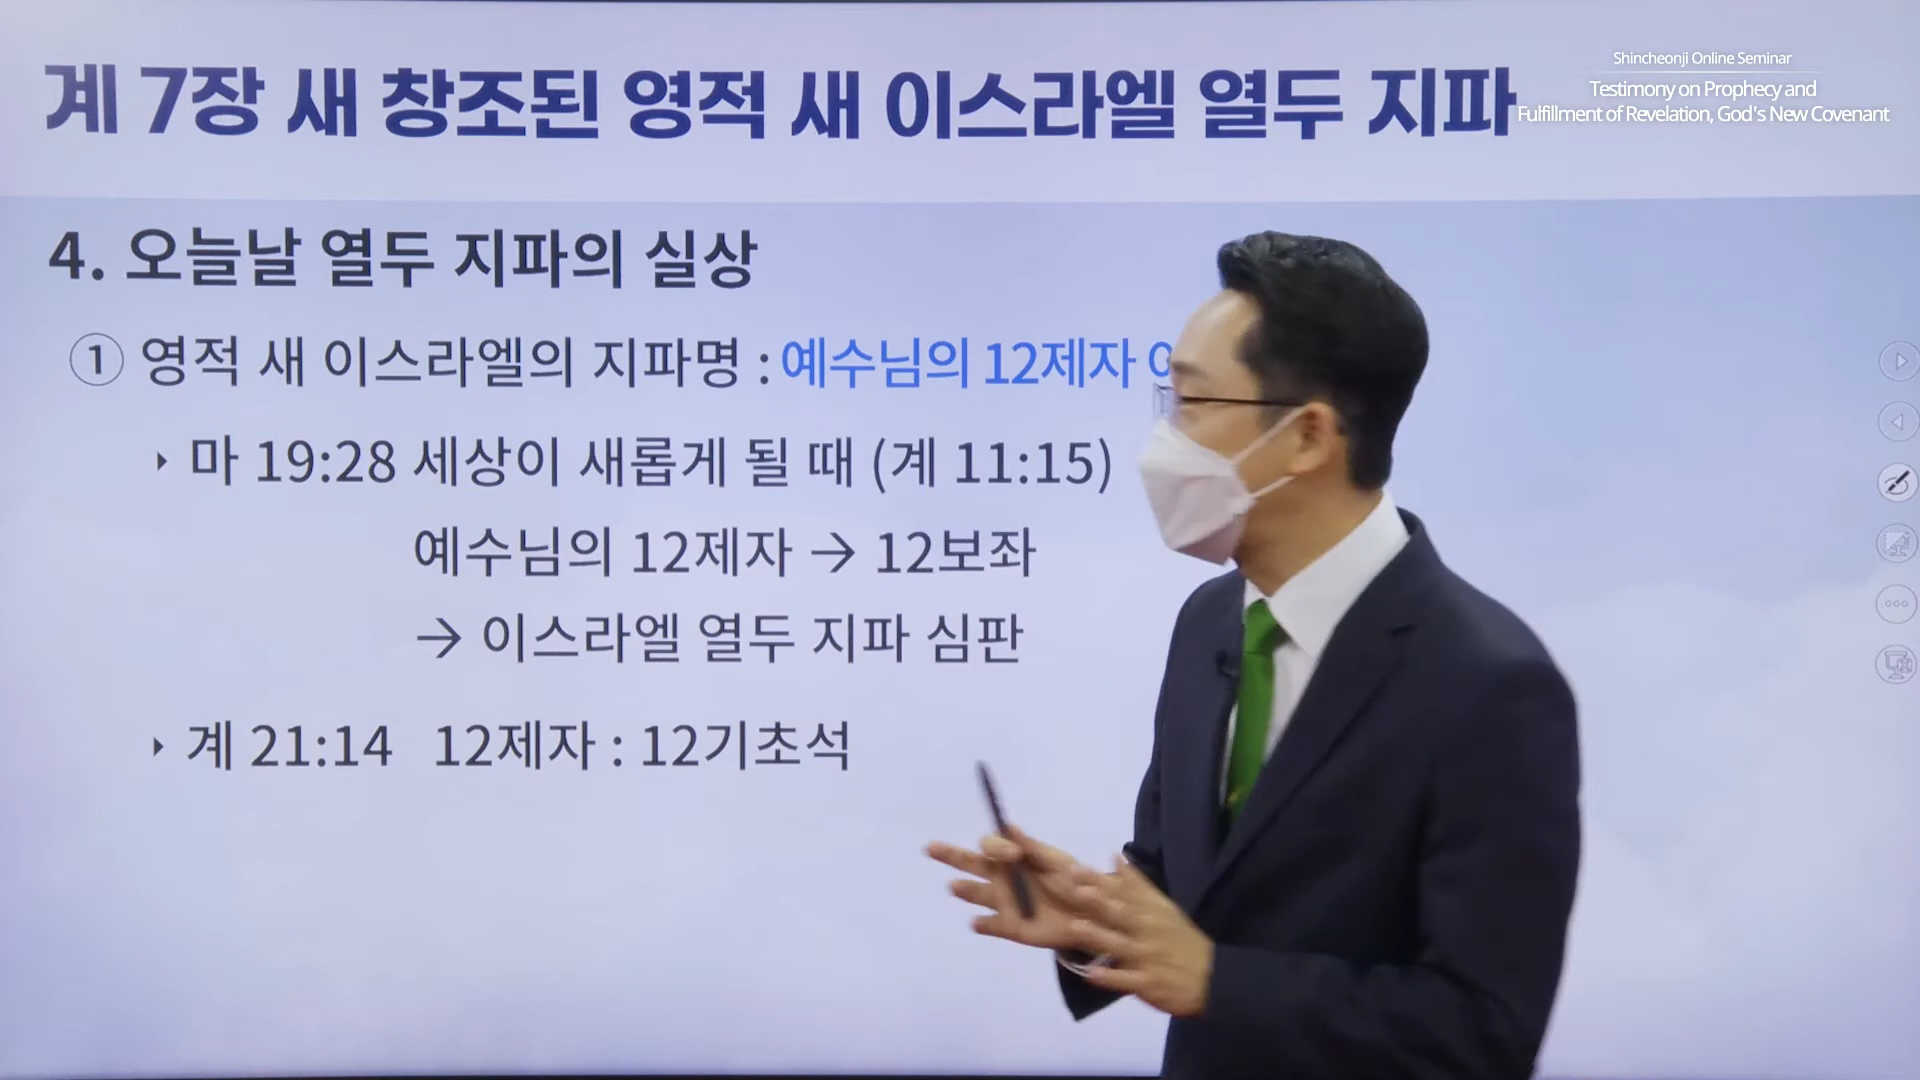 계 7장 새 창조된 영적 새 이스라엘 열두 지파
Shincheonji Online Seminar
Testimony on Prophecy and
Fulfillment of Revelation, God's New Covenant
4. 오늘날 열두 지파의 실상
① 영적 새 이스라엘의 지파명 : 예수님의 12제자
‣ 마 19:28 세상이 새롭게 될 때 (계 11:15)
예수님의 12제자 → 12보좌
→ 이스라엘 열두 지파 심판
‣ 계 21:14 12제자 : 12기초석